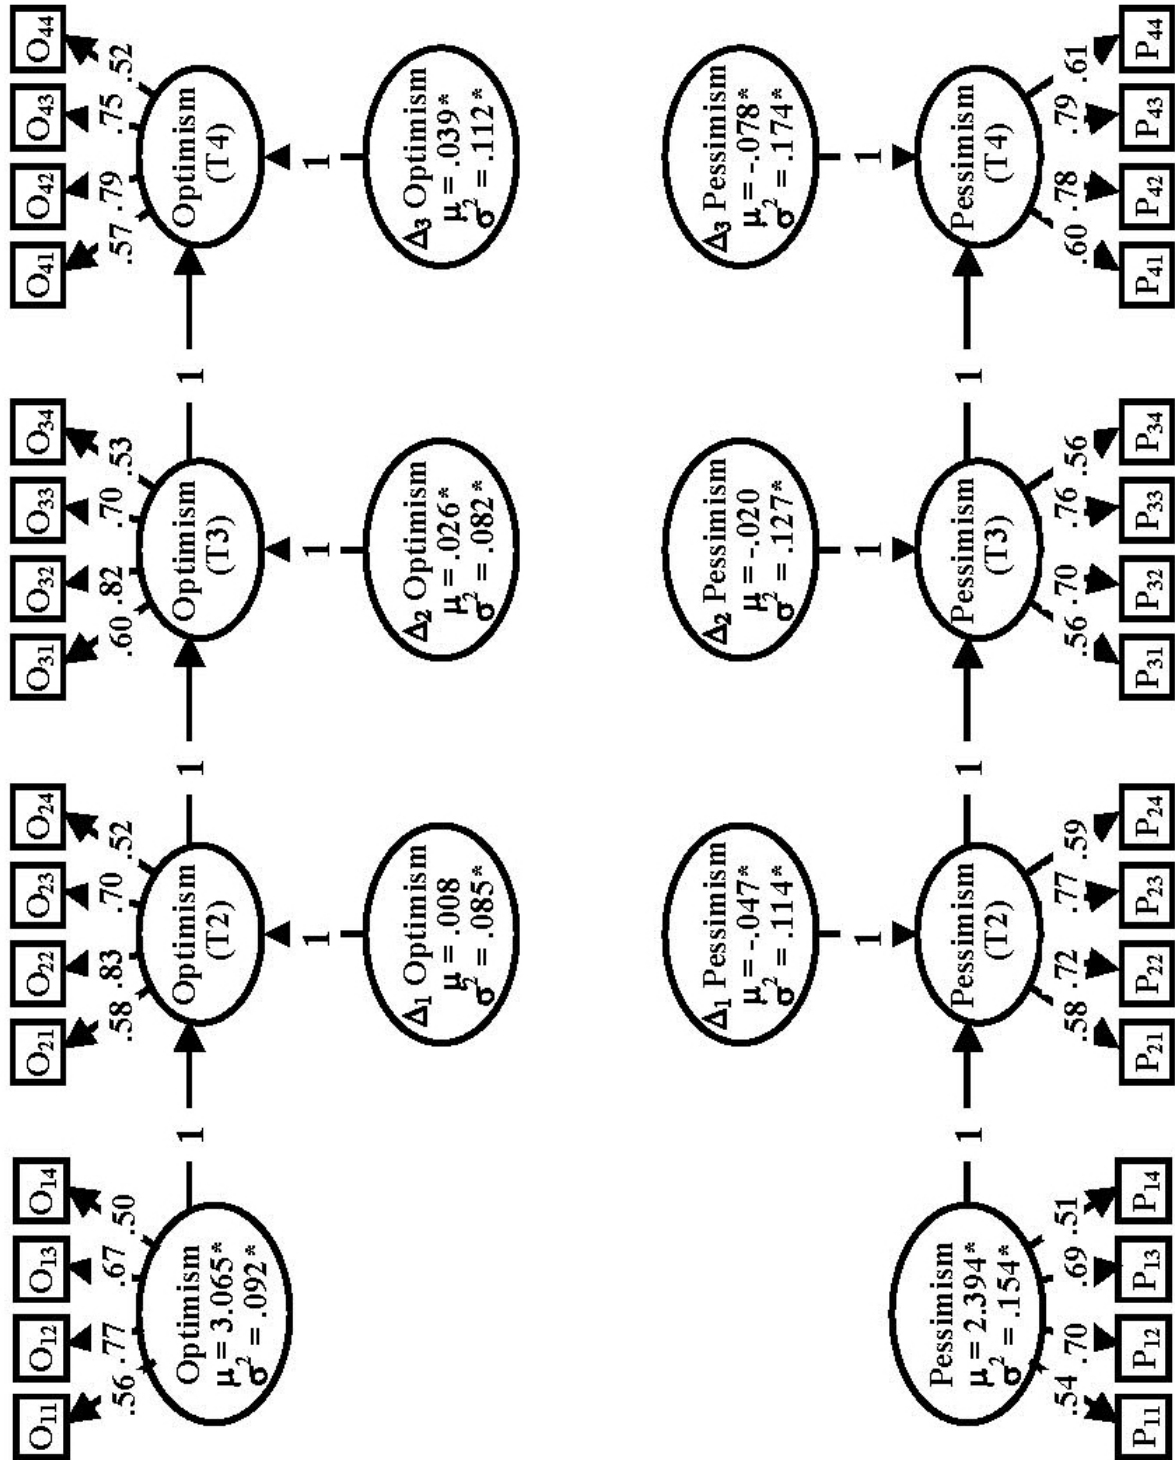 O11 O12 O13 O14 O21 O22 O23 O24 O31 O32 O33 O34 O41 O42 O43 O44
.56 .77 .67 .50 .58 .83 .70 .52 .60 .82 .70 .53 .57 .79 .75 .52
Optimism
μ = 3.065*
σ² = .092*
1
Optimism
(T2)
1
Optimism
(T3)
1
Optimism
(T4)
1 1 1
Δ1 Optimism
μ = .008
σ² = .085*
Δ2 Optimism
μ = .026*
σ² = .082*
Δ3 Optimism
μ = .039*
σ² = .112*
Δ1 Pessimism
μ = -.047*
σ² = .114*
Δ2 Pessimism
μ = -.020
σ² = .127*
Δ3 Pessimism
μ = -.078*
σ² = .174*
1 1 1
Pessimism
μ = 2.394*
σ² = .154*
1
Pessimism
(T2)
1
Pessimism
(T3)
1
Pessimism
(T4)
.54 .70 .69 .51 .58 .72 .77 .59 .56 .70 .76 .56 .60 .78 .79 .61
P11 P12 P13 P14 P21 P22 P23 P24 P31 P32 P33 P34 P41 P42 P43 P44